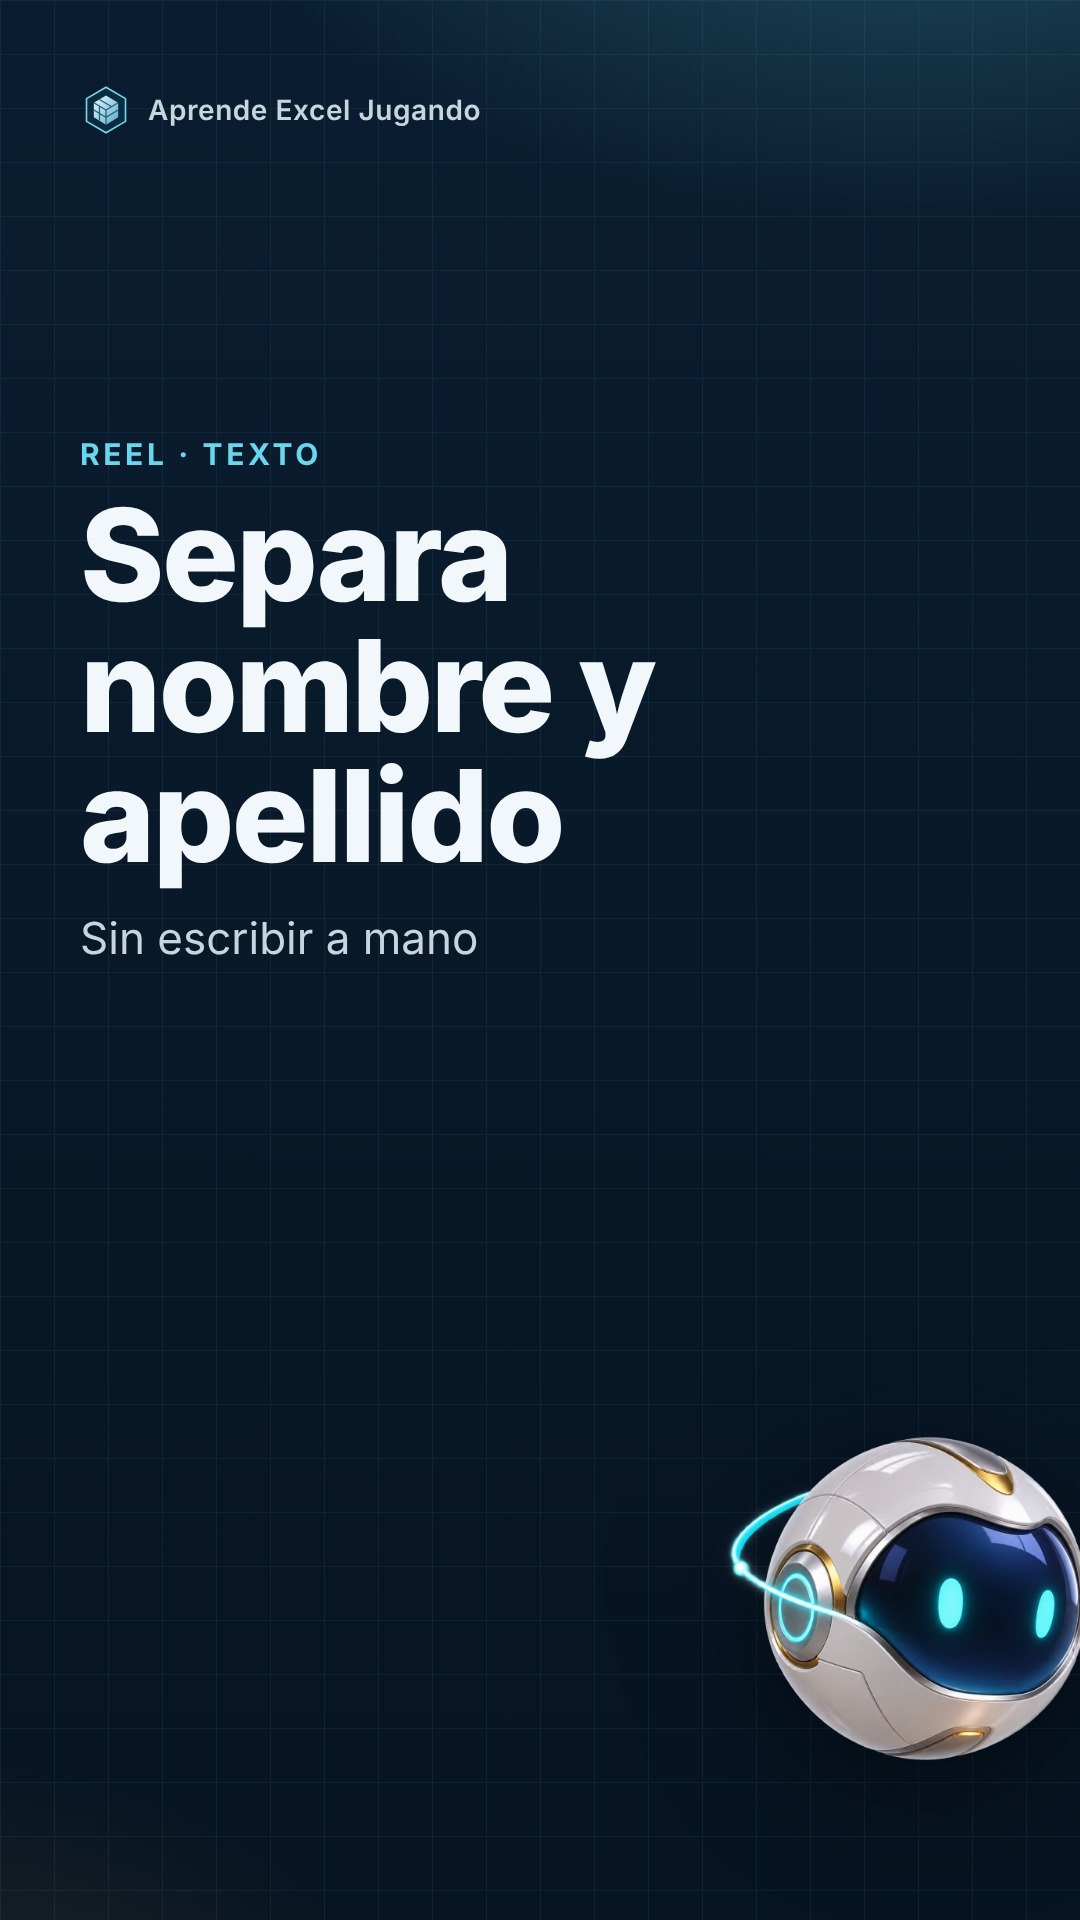 Aprende Excel Jugando
REEL · TEXTO
Separa
nombre y
apellido
Sin escribir a mano